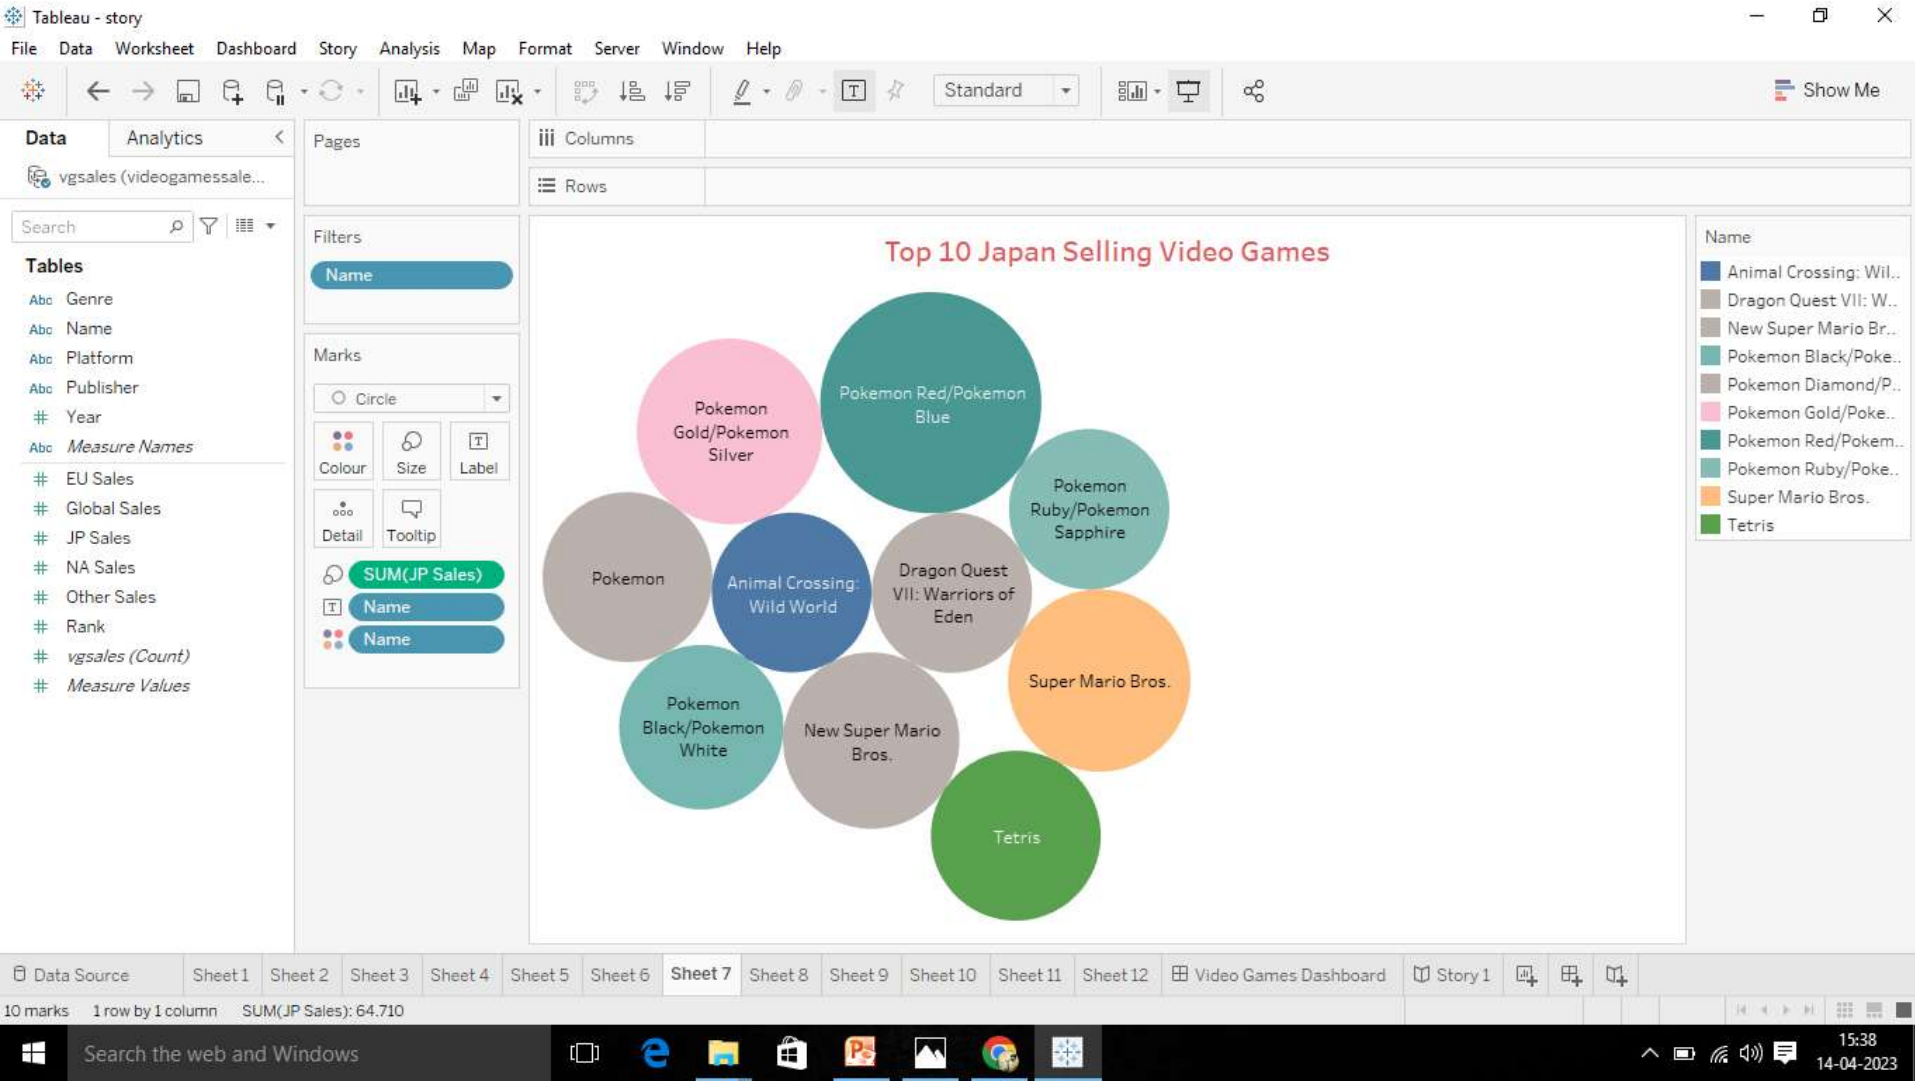 Tableau - story
File Data Worksheet Dashboard Story Analysis Map Format Server Window Help
Standard
Show Me
Data Analytics
vgsales (videogamessale...
Search
Tables
Abc Genre
Abc Name
Abc Platform
Abc Publisher
# Year
Abc Measure Names
# EU Sales
# Global Sales
# JP Sales
# NA Sales
# Other Sales
# Rank
# vgsales (Count)
# Measure Values
Pages
Filters
Name
Marks
Circle
Colour Size Label
Detail Tooltip
SUM(JP Sales)
Name
Name
Columns
Rows
Top 10 Japan Selling Video Games
Pokemon Red/Pokemon
Blue
Pokemon
Gold/Pokemon
Silver
Pokemon
Ruby/Pokemon
Sapphire
Pokemon
Animal Crossing:
Wild World
Dragon Quest
VII: Warriors of
Eden
Super Mario Bros.
Pokemon
Black/Pokemon
White
New Super Mario
Bros.
Tetris
Name
Animal Crossing: Wil..
Dragon Quest VII: W..
New Super Mario Br..
Pokemon Black/Poke..
Pokemon Diamond/P..
Pokemon Gold/Poke..
Pokemon Red/Pokem..
Pokemon Ruby/Poke..
Super Mario Bros.
Tetris
Data Source Sheet 1 Sheet 2 Sheet 3 Sheet 4 Sheet 5 Sheet 6 Sheet 7 Sheet 8 Sheet 9 Sheet 10 Sheet 11 Sheet 12 Video Games Dashboard Story 1
10 marks 1 row by 1 column SUM(JP Sales): 64.710
Search the web and Windows
15:38
14-04-2023